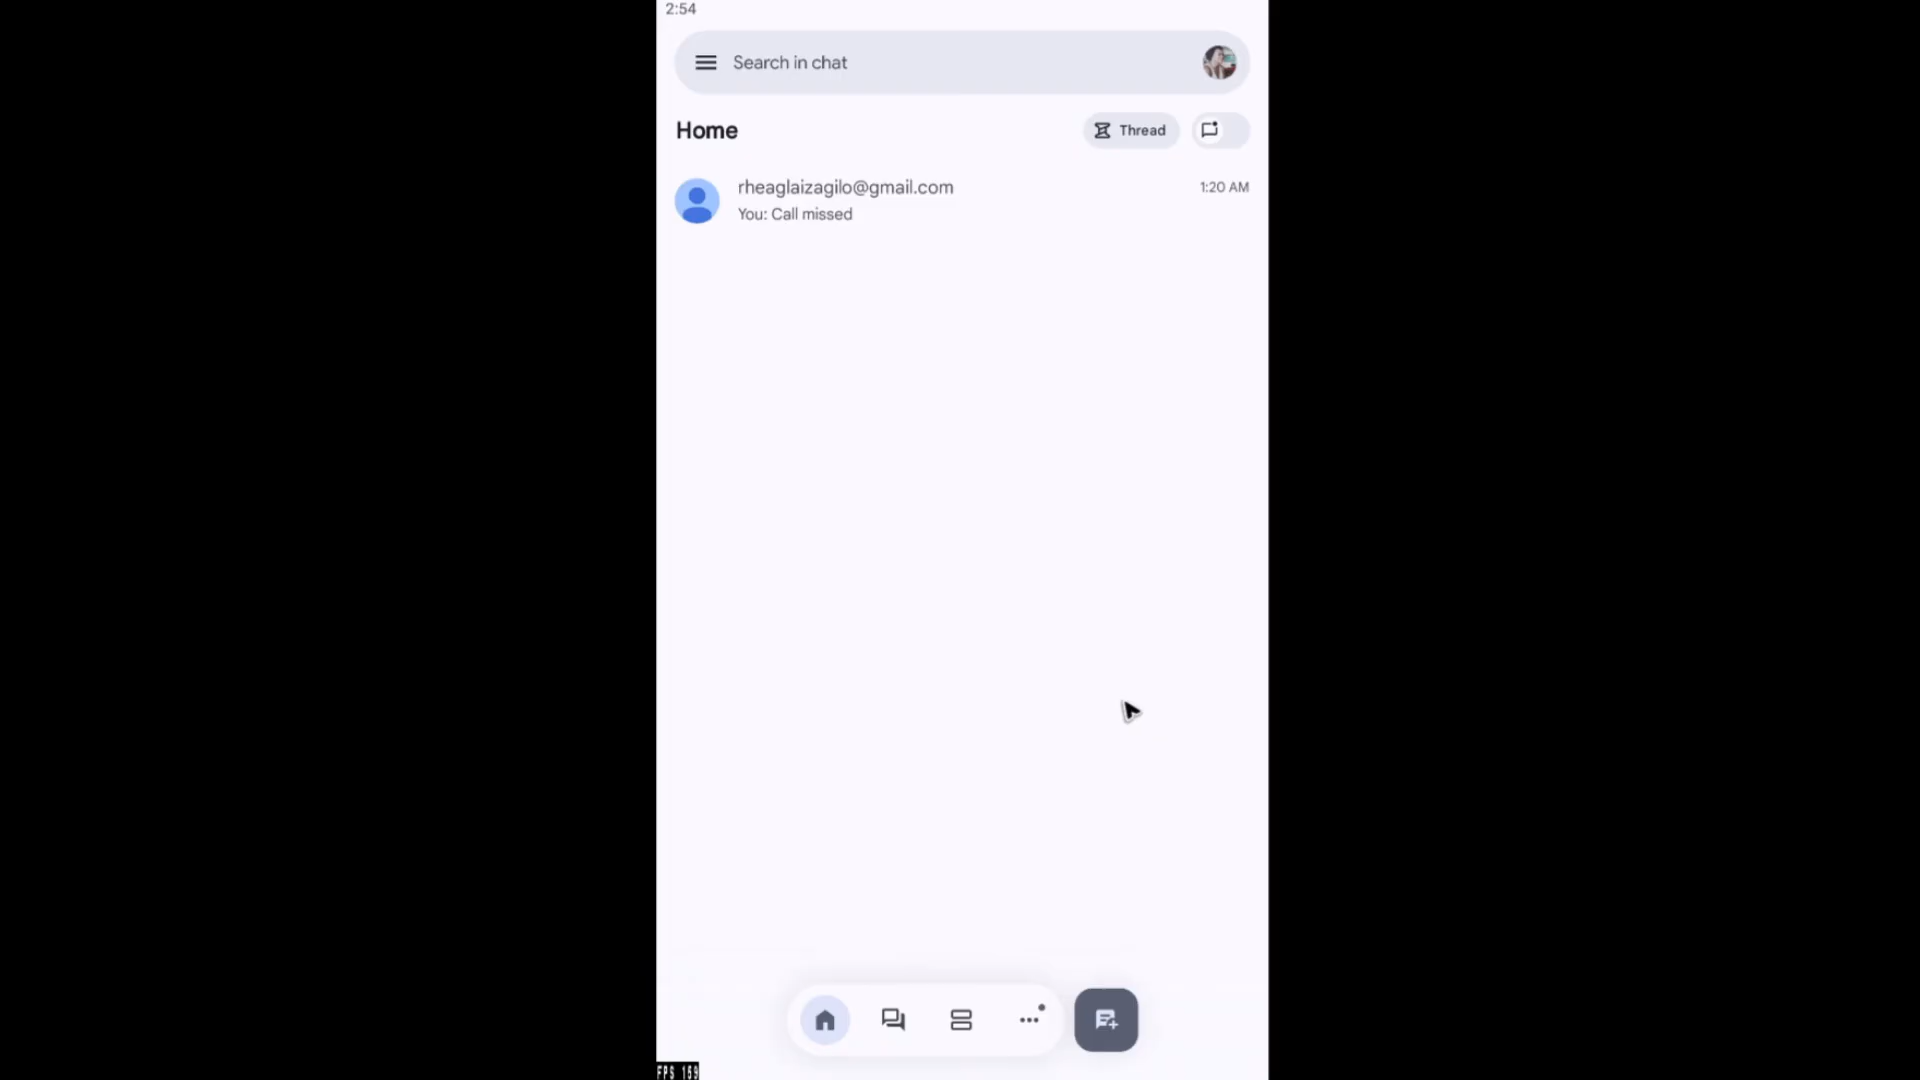 2:54
Search in chat
Home
Thread
rheaglaizagilo@gmail.com
1:20 AM
You: Call missed
FPS 159